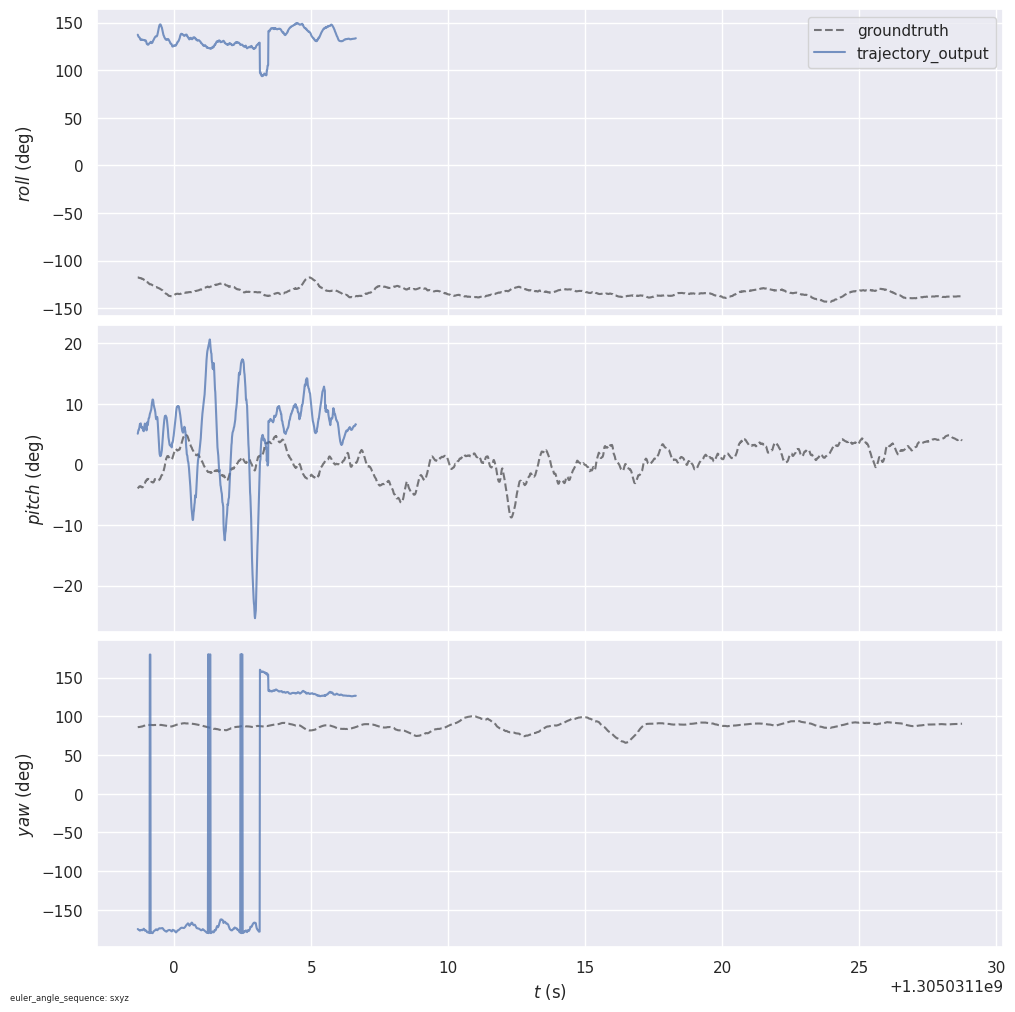 150
100
50
0
−50
−100
−150
roll (deg)
groundtruth
trajectory_output
20
10
0
−10
−20
pitch (deg)
150
100
50
0
−50
−100
−150
yaw (deg)
0 5 10 15 20 25 30
+1.3050311e9
t (s)
euler_angle_sequence: sxyz